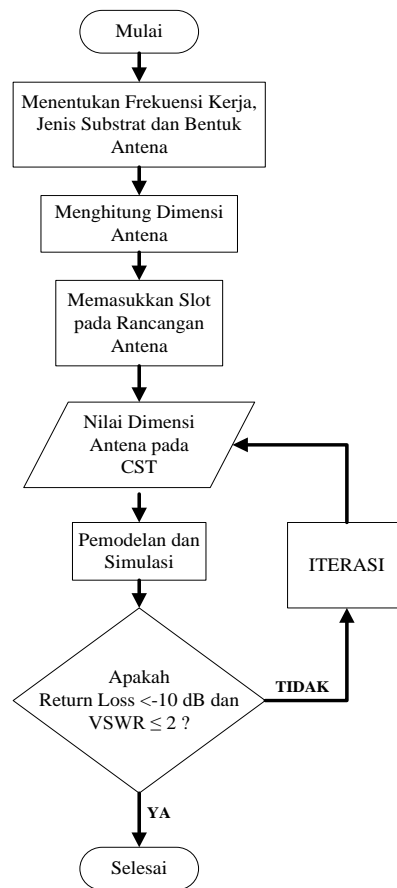 Mulai
Menentukan Frekuensi Kerja,
Jenis Substrat dan Bentuk
Antena
Menghitung Dimensi
Antena
Memasukkan Slot
pada Rancangan
Antena
Nilai Dimensi
Antena pada
CST
Pemodelan dan
Simulasi
ITERASI
Apakah
Return Loss <-10 dB dan
VSWR ≤ 2 ?
TIDAK
YA
Selesai